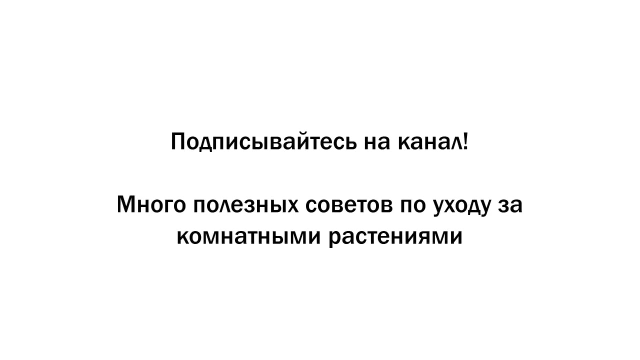 Подписывайтесь на канал!
Много полезных советов по уходу за
комнатными растениями